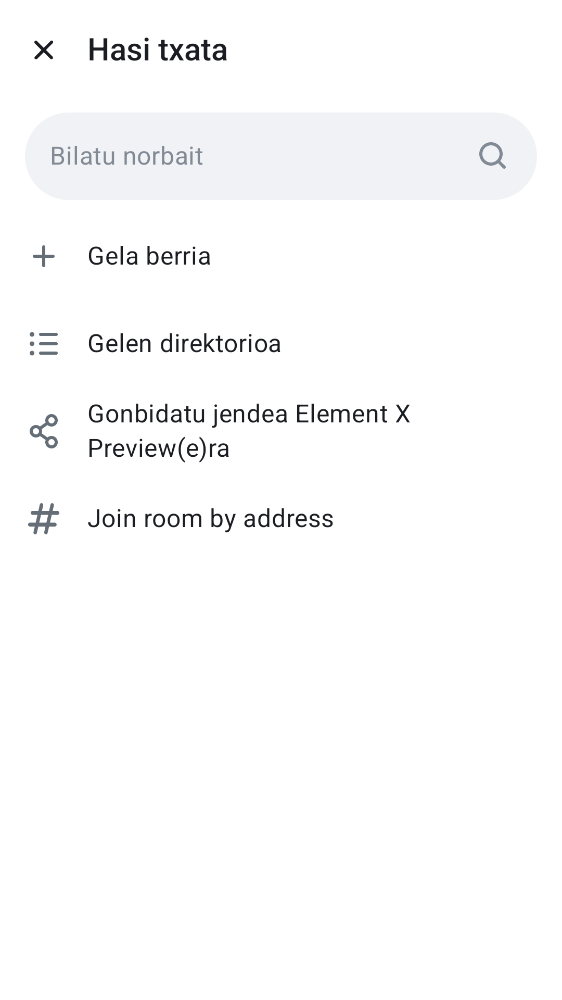 Hasi txata
Bilatu norbait
Gela berria
Gelen direktorioa
Gonbidatu jendea Element X
Preview(e)ra
Join room by address